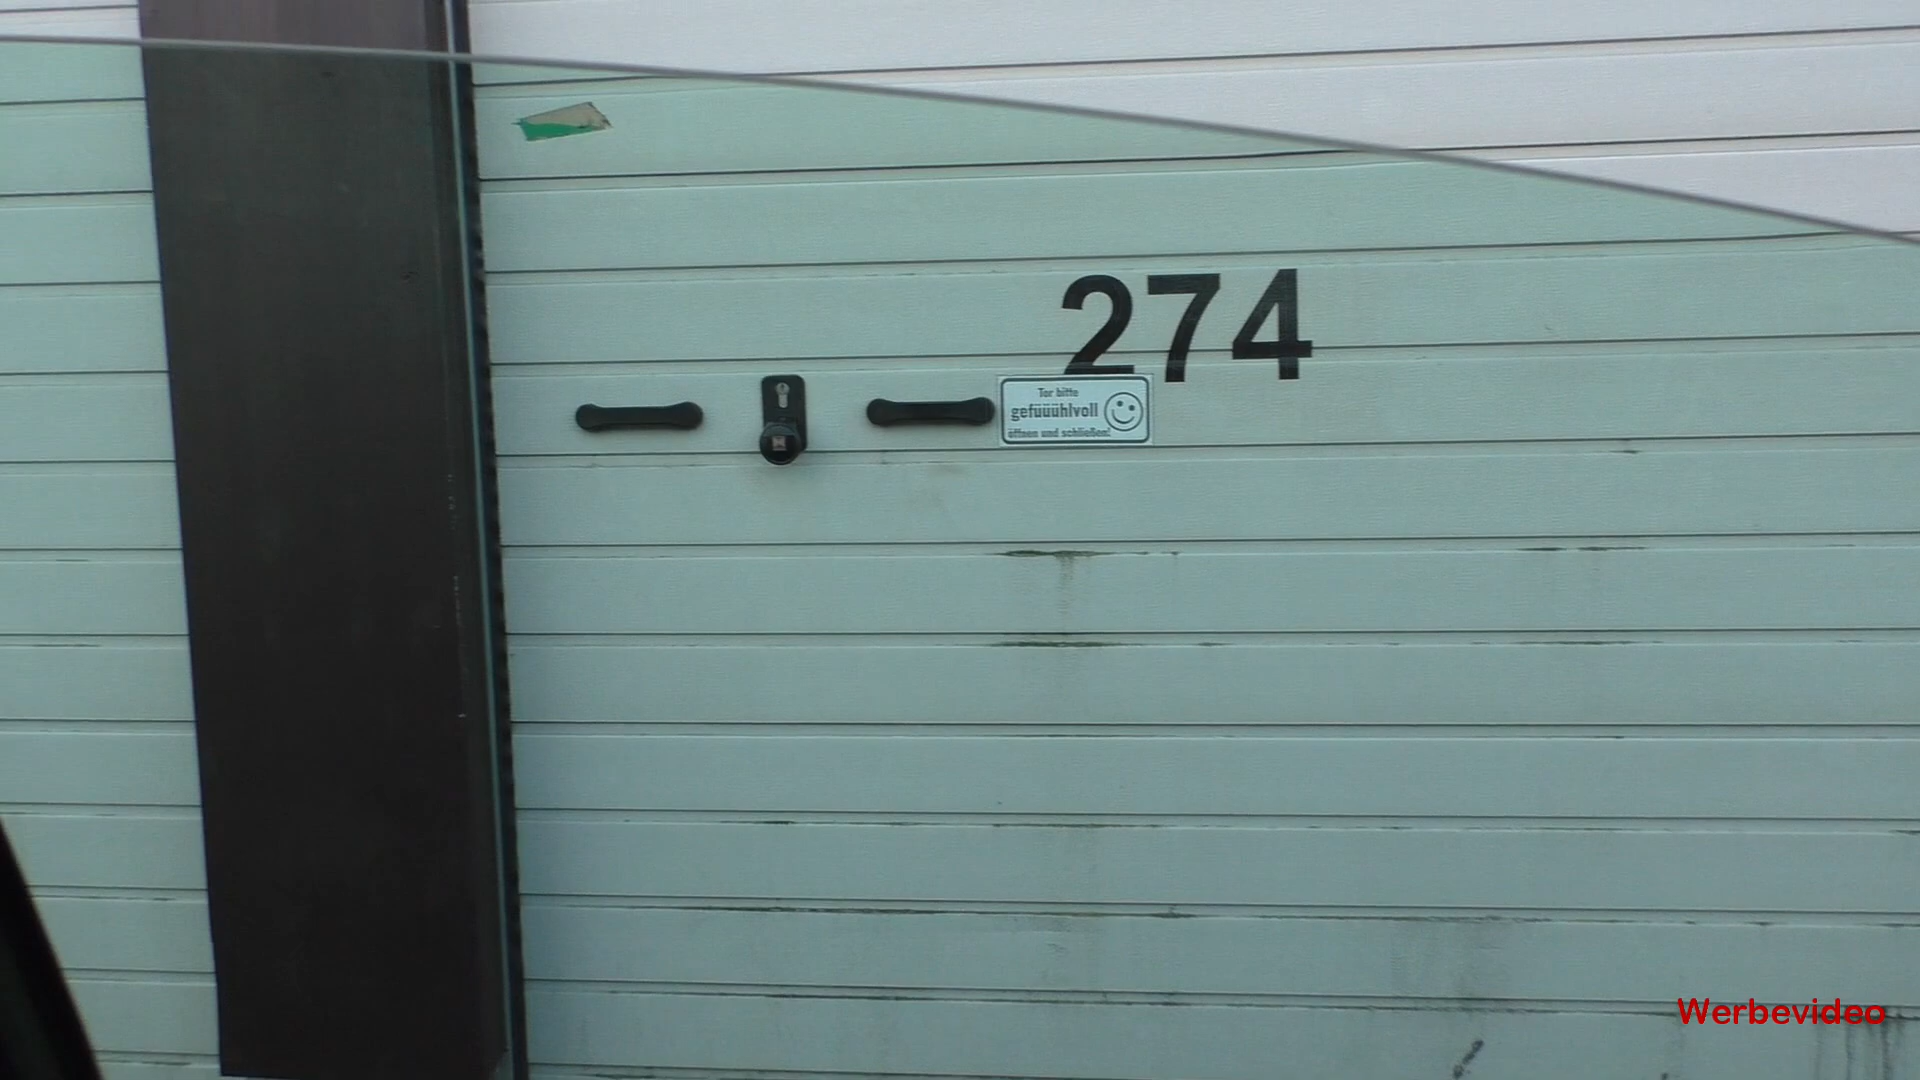 274
Tor bitte
gefüüühlvoll
öffnen und schließen!
Werbevideo